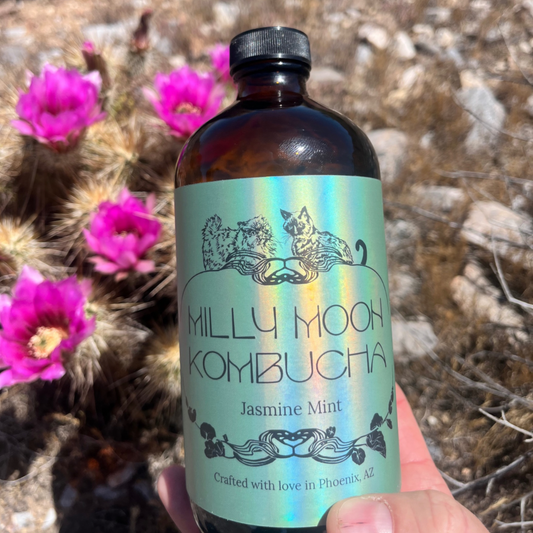 MILLY MOON
KOMBUCHA
Jasmine Mint
Crafted with love in Phoenix, AZ